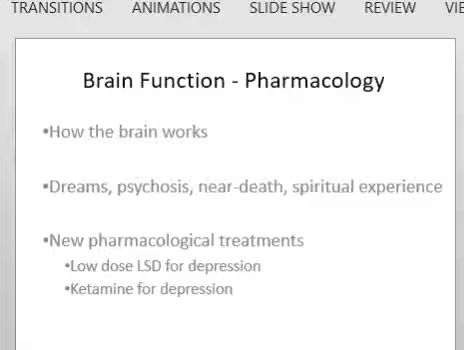 TRANSITIONS ANIMATIONS SLIDE SHOW REVIEW
Brain Function - Pharmacology
•How the brain works
•Dreams, psychosis, near-death, spiritual experience
•New pharmacological treatments
•Low dose LSD for depression
•Ketamine for depression